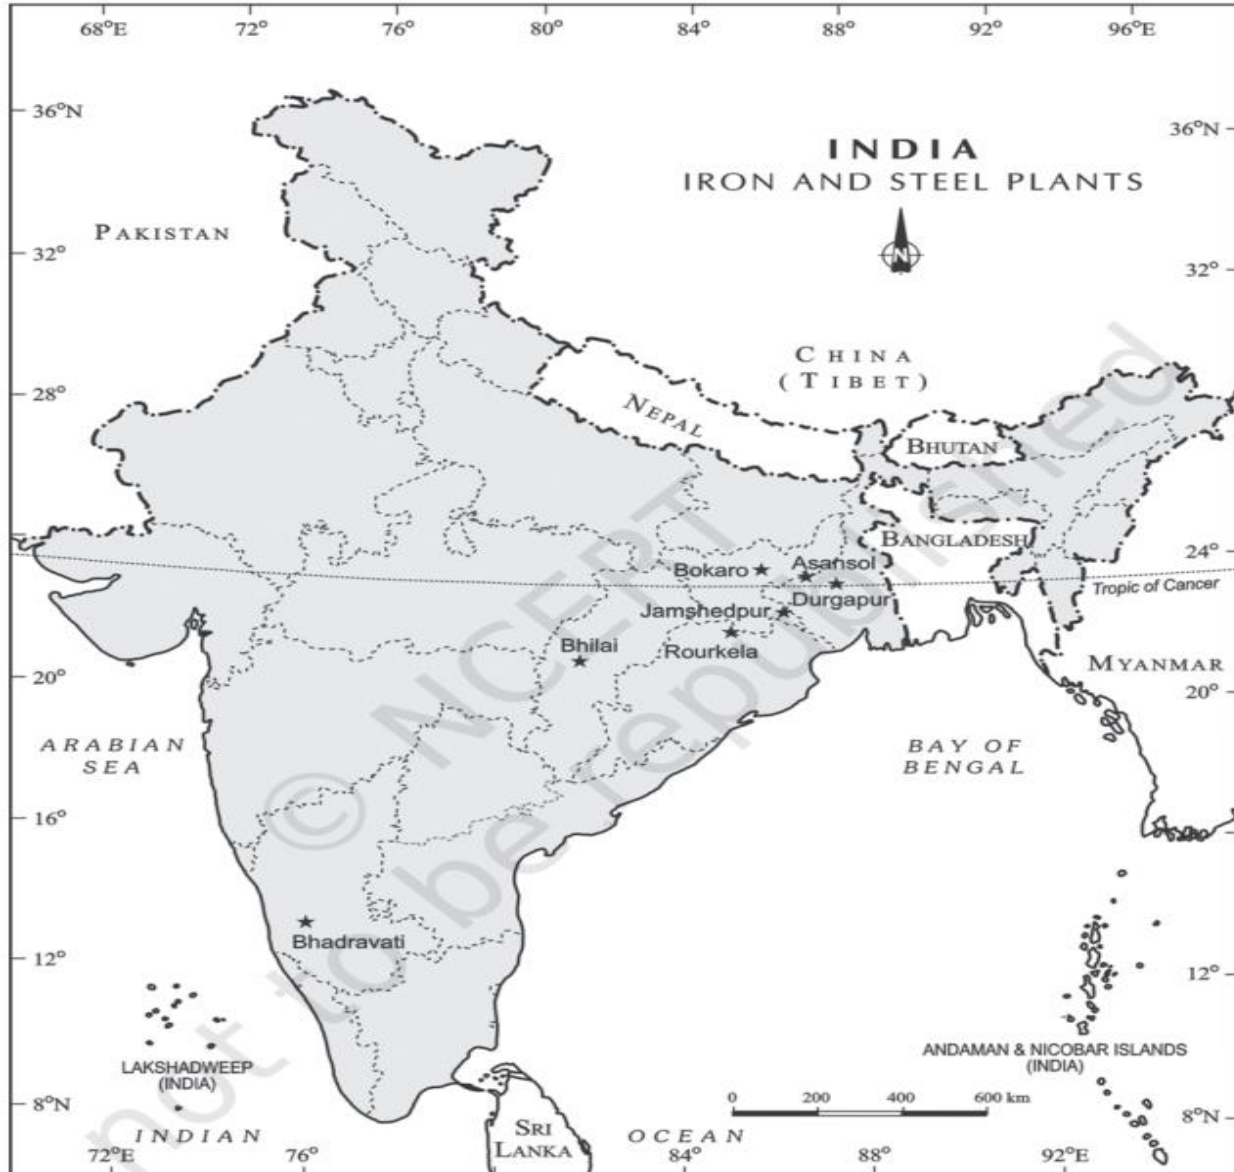 68°E 72° 76° 80° 84° 88° 92° 96°E
36°N
36°N
INDIA
IRON AND STEEL PLANTS
N
PAKISTAN
32°
32°
CHINA
(TIBET)
28°
28°
NEPAL
BHUTAN
BANGLADESH
24°
24°
Tropic of Cancer
Bokaro
Asansol
Durgapur
Jamshedpur
Rourkela
Bhilai
MYANMAR
20°
20°
ARABIAN
SEA
BAY OF
BENGAL
16°
Bhadravati
12°
12°
LAKSHADWEEP
(INDIA)
ANDAMAN & NICOBAR ISLANDS
(INDIA)
0 200 400 600 km
8°N
8°N
INDIAN OCEAN
SRI
LANKA
72°E 76° 84° 88° 92°E
© NCERT
not to be republished